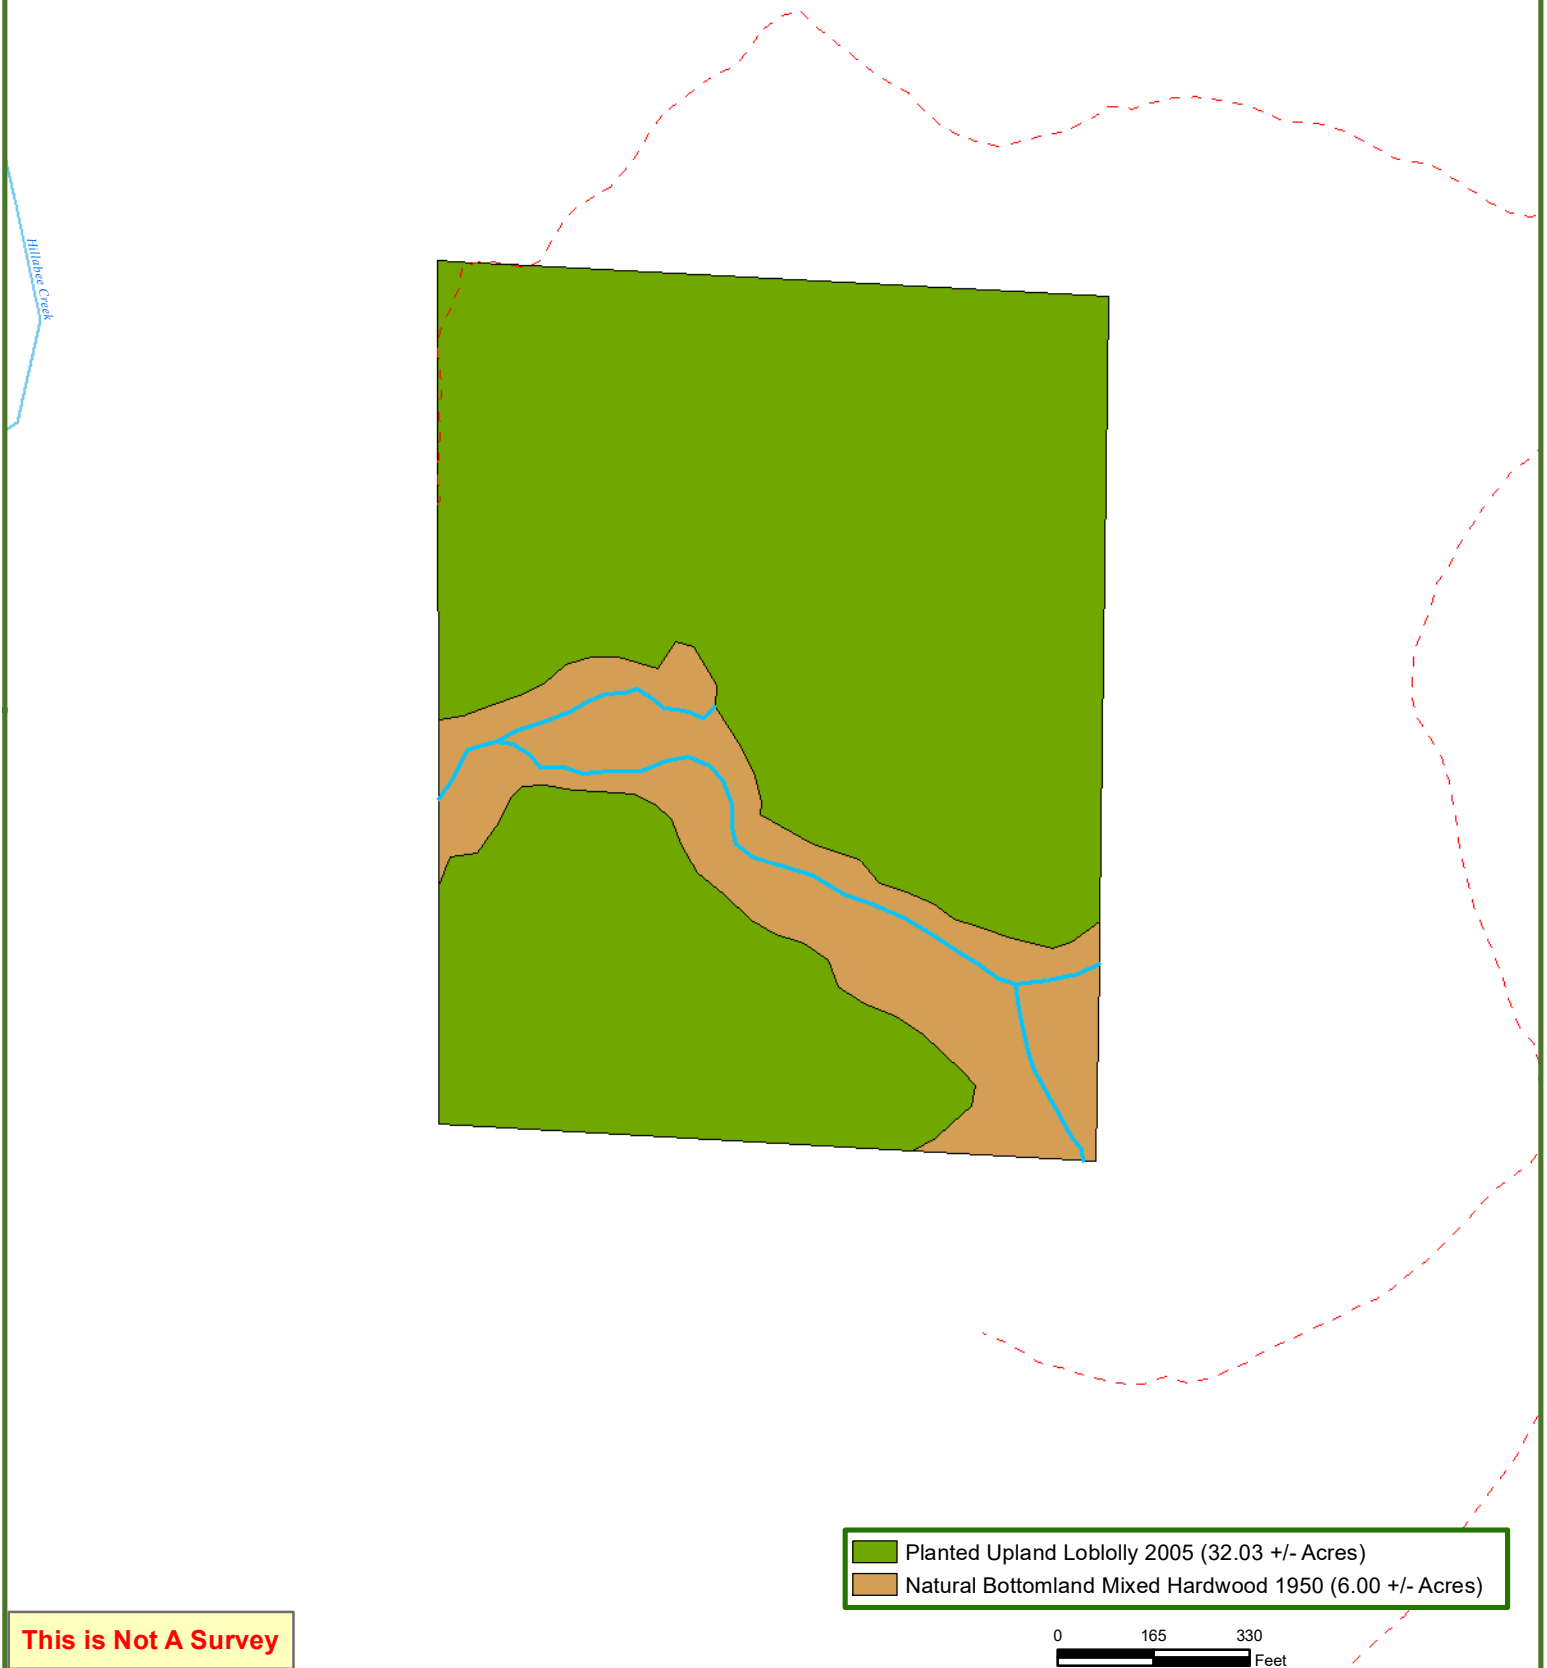 Hillabee Creek
Planted Upland Loblolly 2005 (32.03 +/- Acres)
Natural Bottomland Mixed Hardwood 1950 (6.00 +/- Acres)
This is Not A Survey
0 165 330
Feet